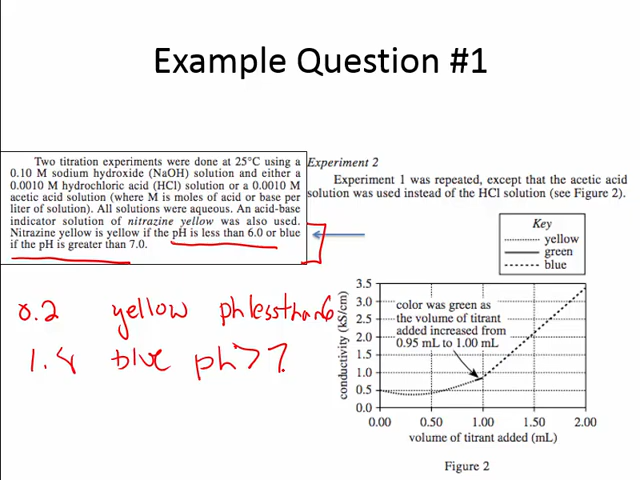 Example Question #1
Two titration experiments were done at 25°C using a
0.10 M sodium hydroxide (NaOH) solution and either a
0.0010 M hydrochloric acid (HCl) solution or a 0.0010 M
acetic acid solution (where M is moles of acid or base per
liter of solution). All solutions were aqueous. An acid-base
indicator solution of nitrazine yellow was also used.
Nitrazine yellow is yellow if the pH is less than 6.0 or blue
if the pH is greater than 7.0.
Experiment 2
Experiment 1 was repeated, except that the acetic acid
solution was used instead of the HCl solution (see Figure 2).
Key
yellow
green
blue
0.2 yellow ph less than 6
1.8 blue ph > 7
conductivity (kS/cm)
3.5
3.0
2.5
2.0
1.5
1.0
0.5
0.0
color was green as
the volume of titrant
added increased from
0.95 mL to 1.00 mL
0.00 0.50 1.00 1.50 2.00
volume of titrant added (mL)
Figure 2